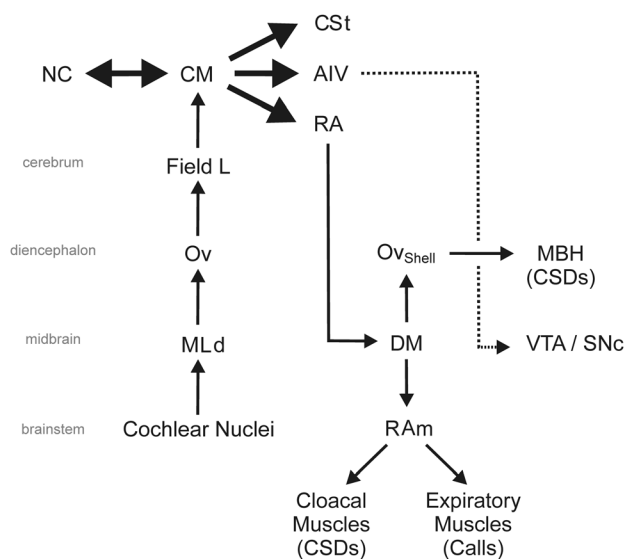 CSt
NC CM AIV
RA
cerebrum Field L
diencephalon Ov OvShell MBH
(CSDs)
midbrain MLd DM VTA / SNc
brainstem Cochlear Nuclei RAm
Cloacal Muscles (CSDs)
Expiratory Muscles (Calls)